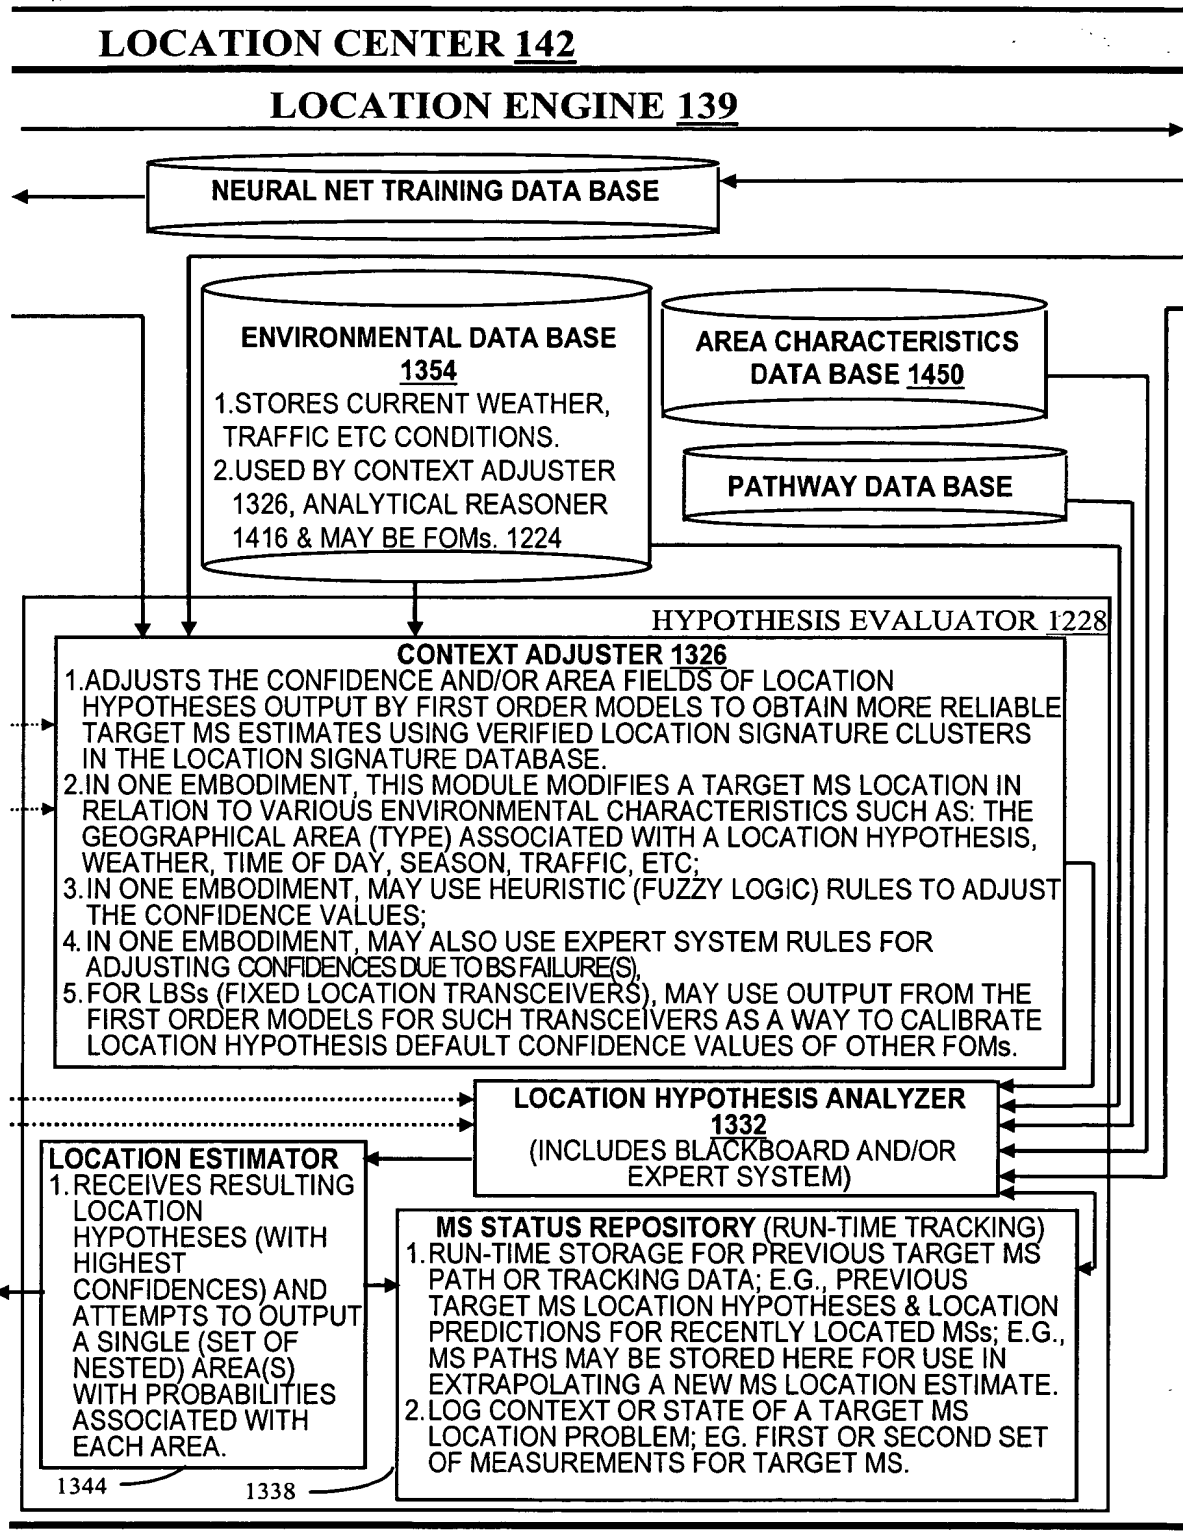 LOCATION CENTER 142
LOCATION ENGINE 139
NEURAL NET TRAINING DATA BASE
ENVIRONMENTAL DATA BASE
1354
1.STORES CURRENT WEATHER,
TRAFFIC ETC CONDITIONS.
2.USED BY CONTEXT ADJUSTER
1326, ANALYTICAL REASONER
1416 & MAY BE FOMs. 1224
AREA CHARACTERISTICS
DATA BASE 1450
PATHWAY DATA BASE
HYPOTHESIS EVALUATOR 1228
CONTEXT ADJUSTER 1326
1.ADJUSTS THE CONFIDENCE AND/OR AREA FIELDS OF LOCATION
HYPOTHESES OUTPUT BY FIRST ORDER MODELS TO OBTAIN MORE RELIABLE
TARGET MS ESTIMATES USING VERIFIED LOCATION SIGNATURE CLUSTERS
IN THE LOCATION SIGNATURE DATABASE.
2.IN ONE EMBODIMENT, THIS MODULE MODIFIES A TARGET MS LOCATION IN
RELATION TO VARIOUS ENVIRONMENTAL CHARACTERISTICS SUCH AS: THE
GEOGRAPHICAL AREA (TYPE) ASSOCIATED WITH A LOCATION HYPOTHESIS,
WEATHER, TIME OF DAY, SEASON, TRAFFIC, ETC;
3.IN ONE EMBODIMENT, MAY USE HEURISTIC (FUZZY LOGIC) RULES TO ADJUST
THE CONFIDENCE VALUES;
4. IN ONE EMBODIMENT, MAY ALSO USE EXPERT SYSTEM RULES FOR
ADJUSTING CONFIDENCES DUE TO BS FAILURE(S),
5. FOR LBSs (FIXED LOCATION TRANSCEIVERS), MAY USE OUTPUT FROM THE
FIRST ORDER MODELS FOR SUCH TRANSCEIVERS AS A WAY TO CALIBRATE
LOCATION HYPOTHESIS DEFAULT CONFIDENCE VALUES OF OTHER FOMs.
LOCATION HYPOTHESIS ANALYZER
1332
(INCLUDES BLACKBOARD AND/OR
EXPERT SYSTEM)
LOCATION ESTIMATOR
1. RECEIVES RESULTING
LOCATION
HYPOTHESES (WITH
HIGHEST
CONFIDENCES) AND
ATTEMPTS TO OUTPUT
A SINGLE (SET OF
NESTED) AREA(S)
WITH PROBABILITIES
ASSOCIATED WITH
EACH AREA.
1344
MS STATUS REPOSITORY (RUN-TIME TRACKING)
1. RUN-TIME STORAGE FOR PREVIOUS TARGET MS
PATH OR TRACKING DATA; E.G., PREVIOUS
TARGET MS LOCATION HYPOTHESES & LOCATION
PREDICTIONS FOR RECENTLY LOCATED MSs; E.G.,
MS PATHS MAY BE STORED HERE FOR USE IN
EXTRAPOLATING A NEW MS LOCATION ESTIMATE.
2. LOG CONTEXT OR STATE OF A TARGET MS
LOCATION PROBLEM; EG. FIRST OR SECOND SET
OF MEASUREMENTS FOR TARGET MS.
1338